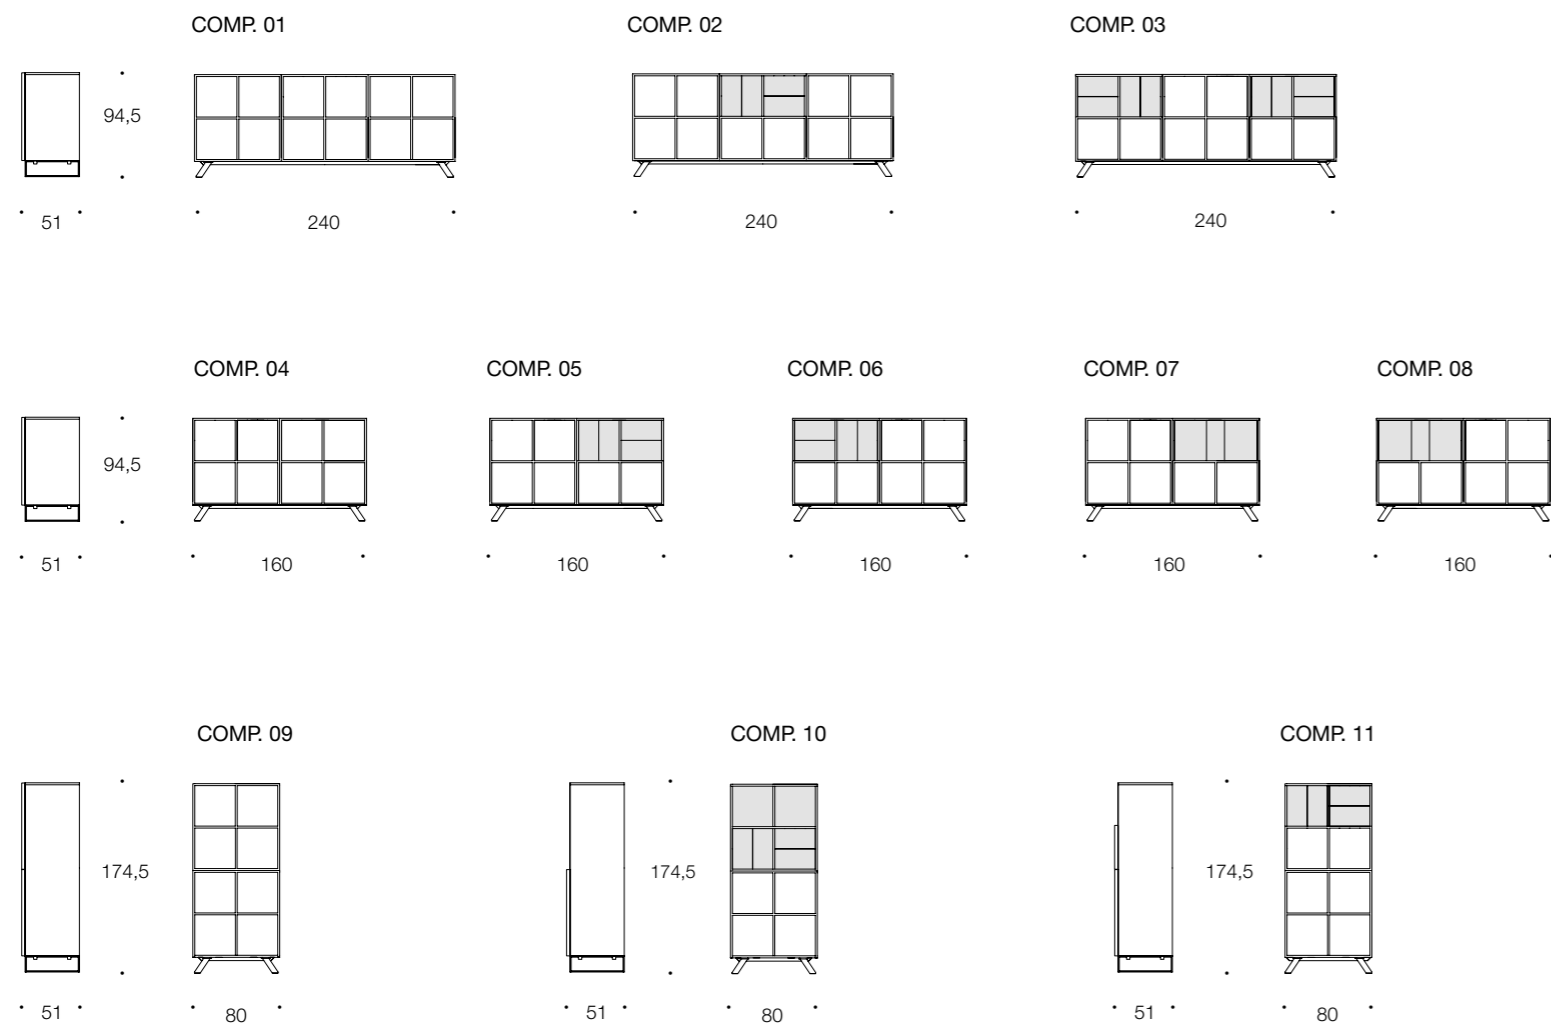 COMP. 01 COMP. 02 COMP. 03
94,5
51 240 240 240
COMP. 04 COMP. 05 COMP. 06 COMP. 07 COMP. 08
94,5
51 160 160 160 160 160
COMP. 09 COMP. 10 COMP. 11
174,5 174,5 174,5
51 80 51 80 51 80